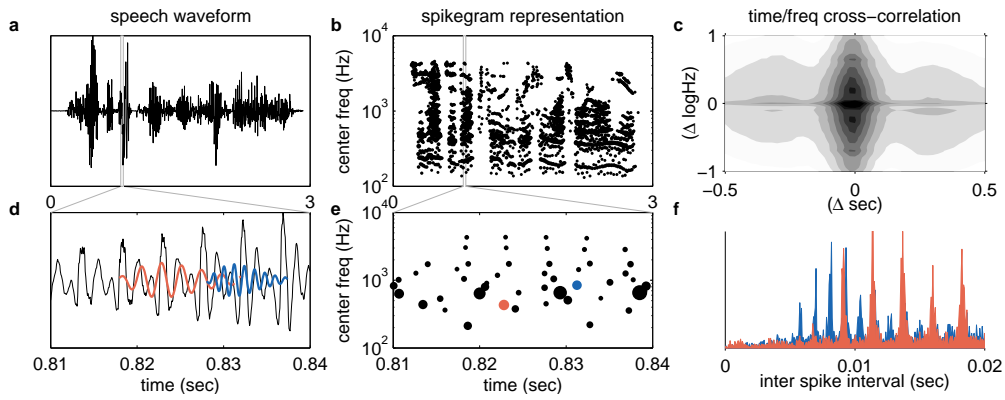 speech waveform
spikegram representation
time/freq cross−correlation
a
b
c
10^4
10^3
10^2
center freq (Hz)
1
0
−1
(Δ logHz)
0
3
0
3
−0.5
0
0.5
(Δ sec)
d
e
f
10^4
10^3
10^2
center freq (Hz)
0.81
0.82
0.83
0.84
time (sec)
0.81
0.82
0.83
0.84
time (sec)
0
0.01
0.02
inter spike interval (sec)